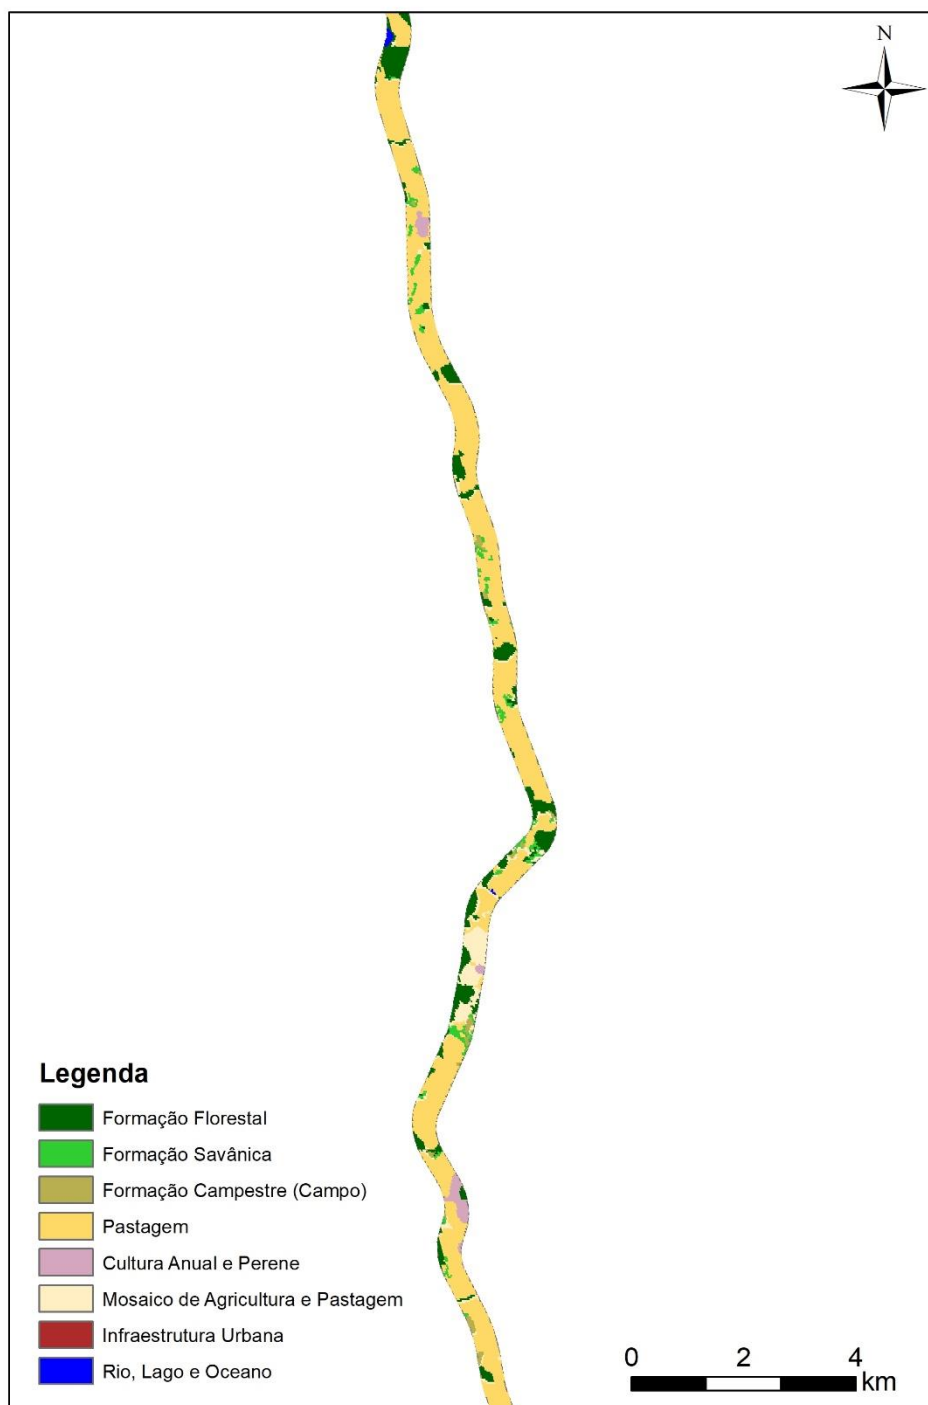 N
Legenda
Formação Florestal
Formação Savânica
Formação Campestre (Campo)
Pastagem
Cultura Anual e Perene
Mosaico de Agricultura e Pastagem
Infraestrutura Urbana
Rio, Lago e Oceano
0 2 4
km